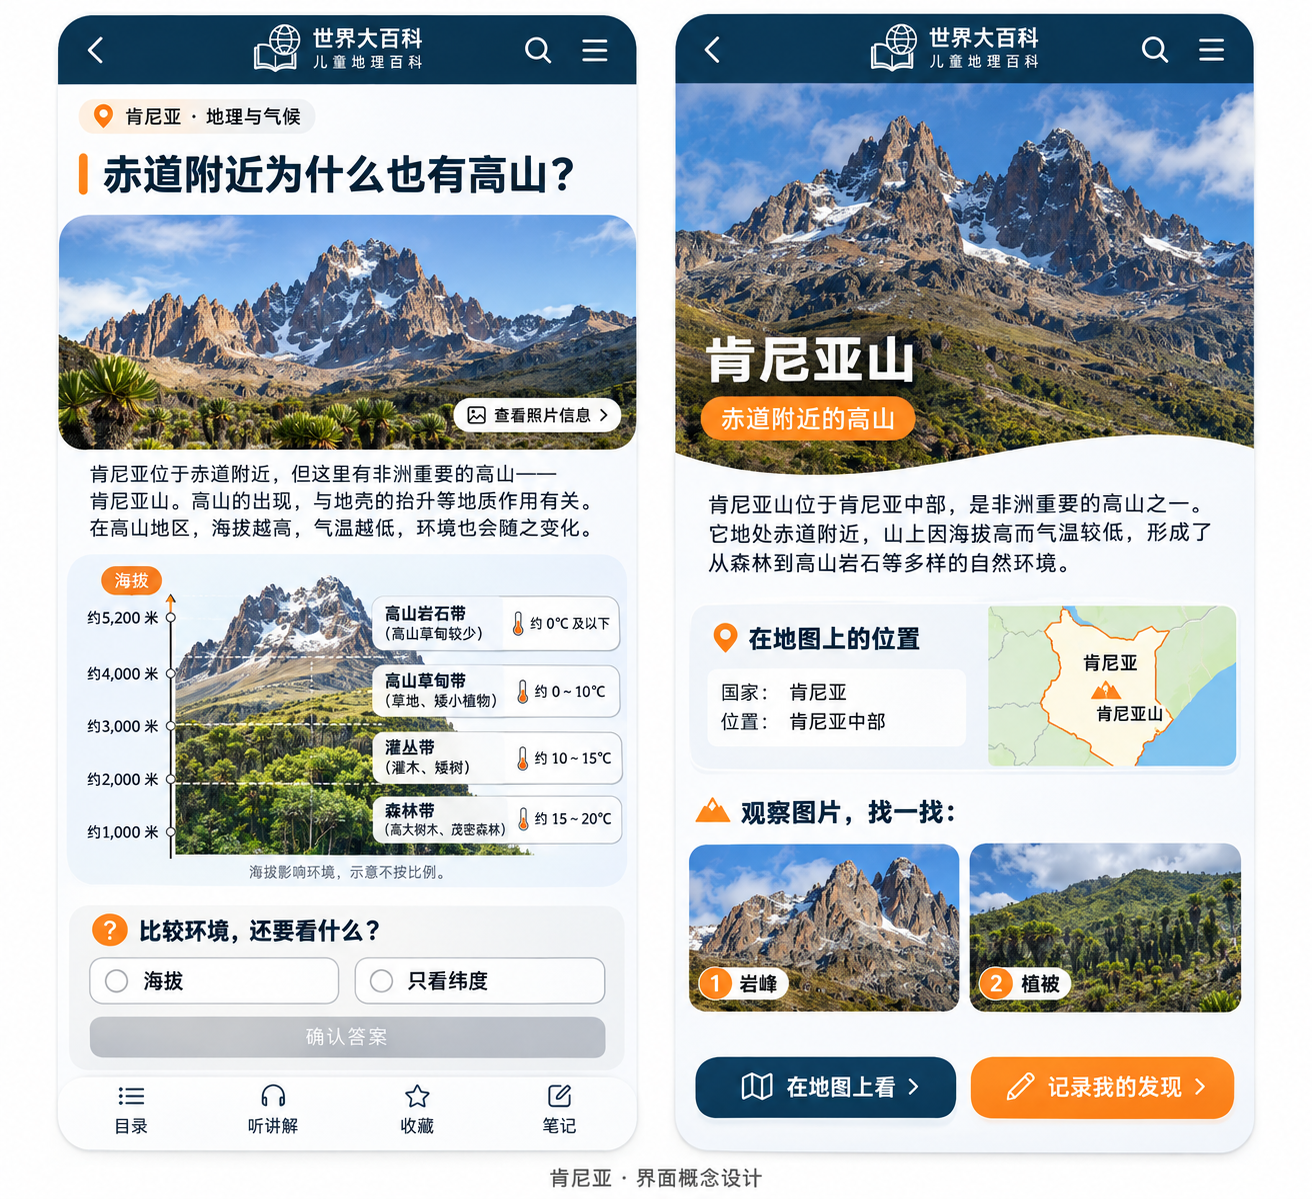 世界大百科
儿童地理百科
肯尼亚 · 地理与气候
赤道附近为什么也有高山？
查看照片信息
肯尼亚位于赤道附近，但这里有非洲重要的高山——
肯尼亚山。高山的出现，与地壳的抬升等地质作用有关。
在高山地区，海拔越高，气温越低，环境也会随之变化。
海拔
约5,200 米
约4,000 米
约3,000 米
约2,000 米
约1,000 米
高山岩石带
（高山草甸较少）
约 0°C 及以下
高山草甸带
（草地、矮小植物）
约 0 ~ 10°C
灌丛带
（灌木、矮树）
约 10 ~ 15°C
森林带
（高大树木、茂密森林）
约 15 ~ 20°C
海拔影响环境，示意不按比例。
? 比较环境，还要看什么？
海拔
只看纬度
确认答案
目录
听讲解
收藏
笔记
世界大百科
儿童地理百科
肯尼亚山
赤道附近的高山
肯尼亚山位于肯尼亚中部，是非洲重要的高山之一。
它地处赤道附近，山上因海拔高而气温较低，形成了
从森林到高山岩石等多样的自然环境。
在地图上的位置
国家： 肯尼亚
位置： 肯尼亚中部
肯尼亚
肯尼亚山
观察图片，找一找：
1 岩峰
2 植被
在地图上看
记录我的发现
肯尼亚 · 界面概念设计